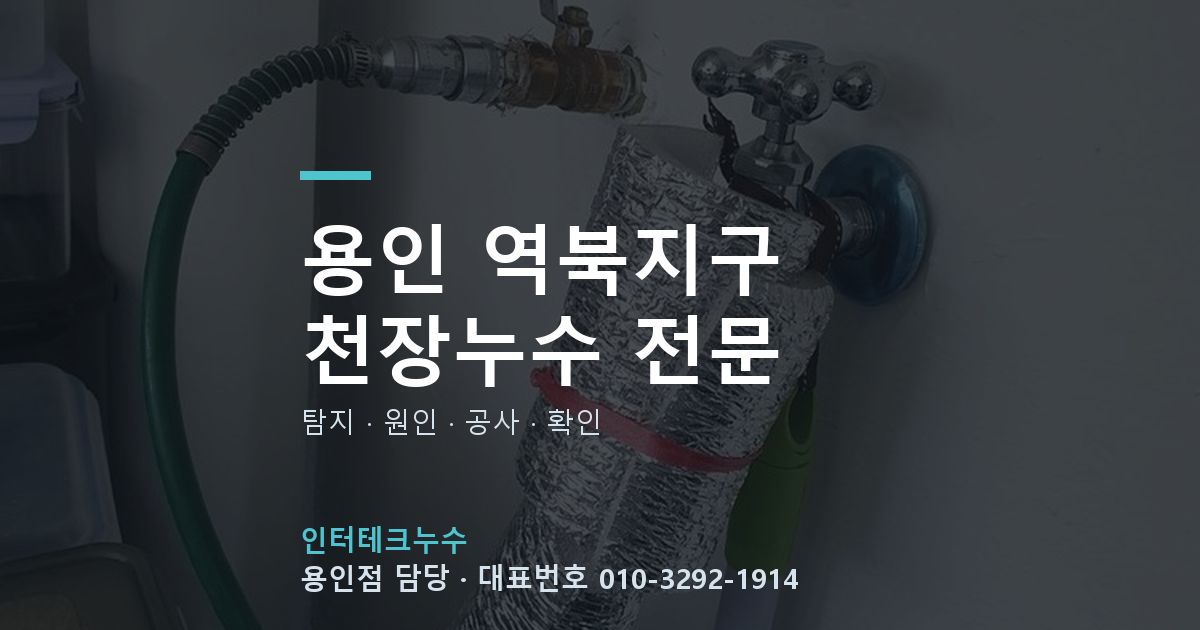 용인 역북지구
천장누수 전문
탐지 · 원인 · 공사 · 확인
인터테크누수
용인점 담당 · 대표번호 010-3292-1914